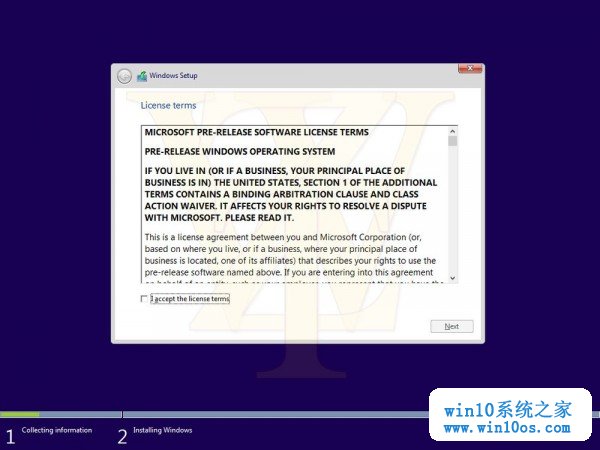 Windows Setup
License terms
MICROSOFT PRE-RELEASE SOFTWARE LICENSE TERMS
PRE-RELEASE WINDOWS OPERATING SYSTEM
IF YOU LIVE IN (OR IF A BUSINESS, YOUR PRINCIPAL PLACE OF
BUSINESS IS IN) THE UNITED STATES, SECTION 1 OF THE ADDITIONAL
TERMS CONTAINS A BINDING ARBITRATION CLAUSE AND CLASS
ACTION WAIVER. IT AFFECTS YOUR RIGHTS TO RESOLVE A DISPUTE
WITH MICROSOFT. PLEASE READ IT.
This is a license agreement between you and Microsoft Corporation (or,
based on where you live, or if a business, where your principal place of
business is located, one of its affiliates) that describes your rights to use the
pre-release software named above. If you are entering into this agreement
I accept the license terms
Next
1 Collecting information
2 Installing Windows
win10系统之家
www.win10os.com